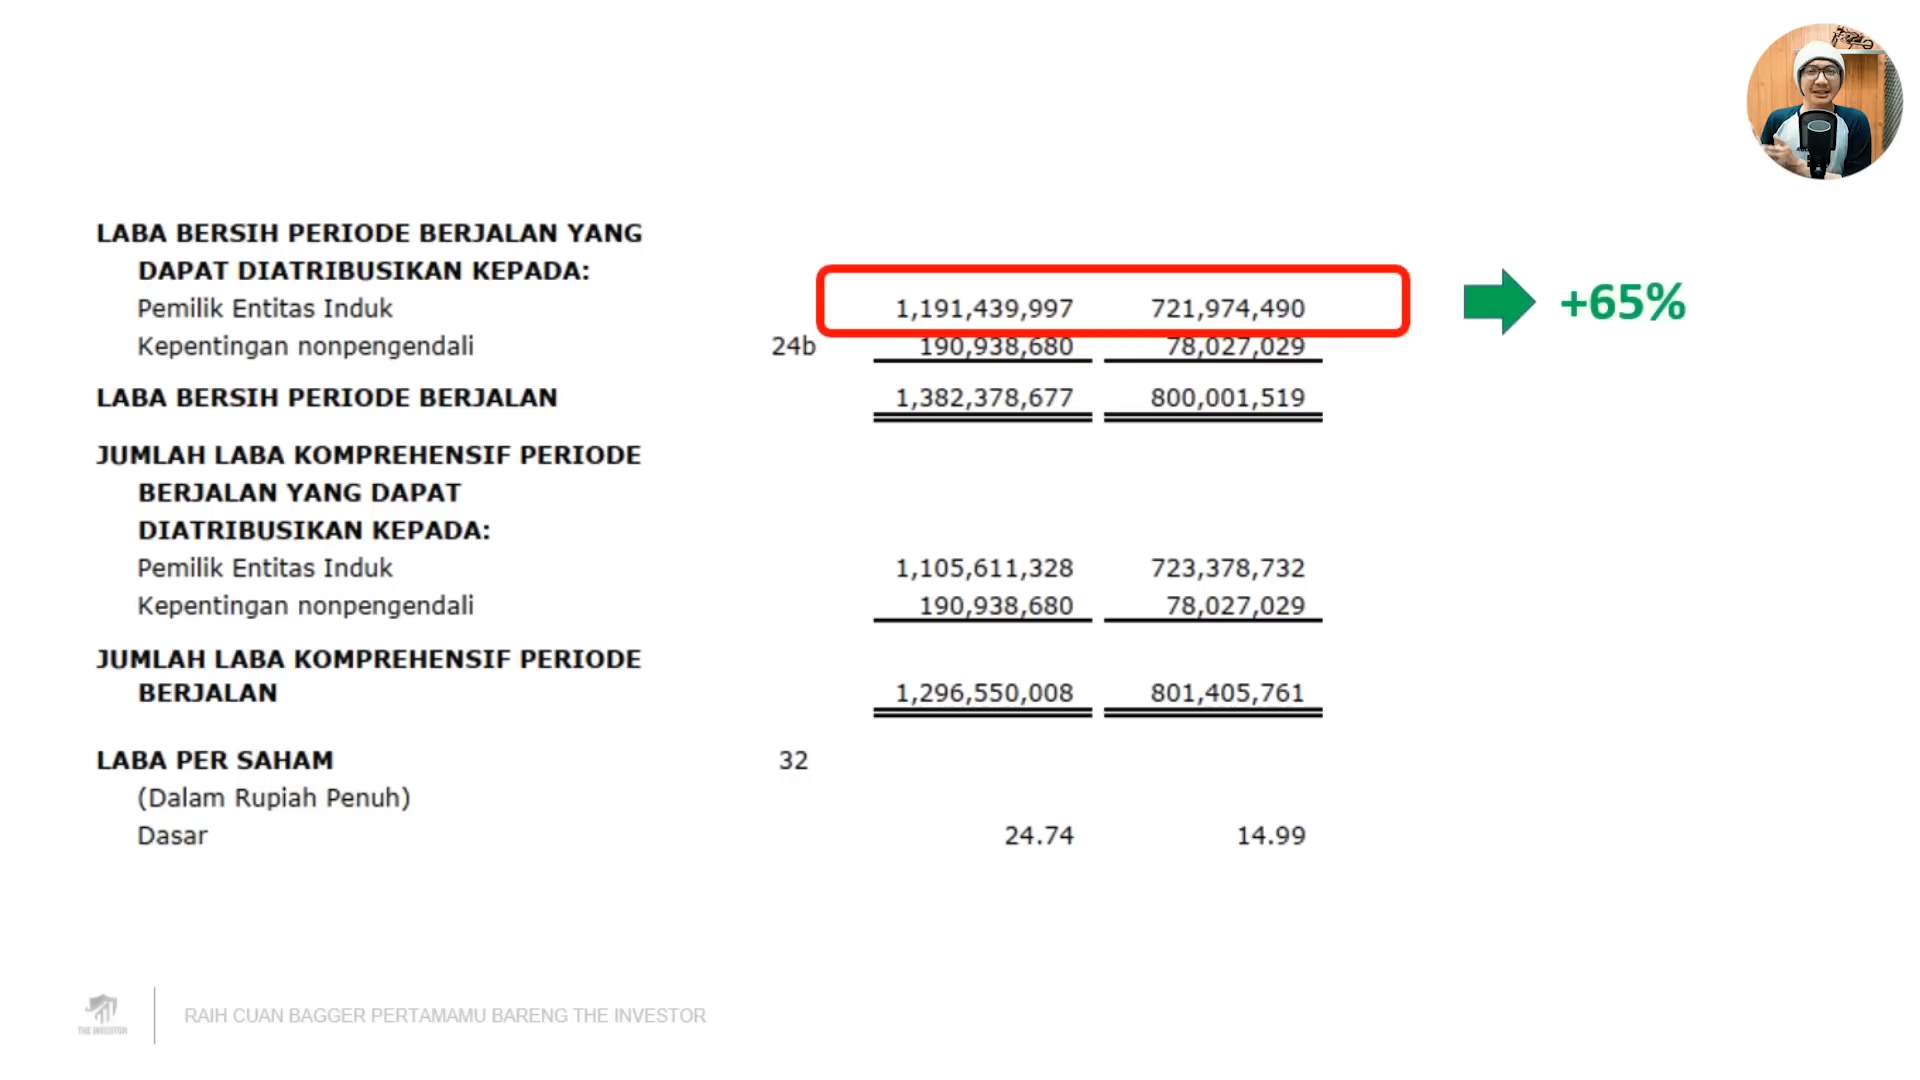 LABA BERSIH PERIODE BERJALAN YANG
DAPAT DIATRIBUSIKAN KEPADA:
Pemilik Entitas Induk 1,191,439,997 721,974,490
+65%
Kepentingan nonpengendali 24b 190,938,680 78,027,029
LABA BERSIH PERIODE BERJALAN 1,382,378,677 800,001,519
JUMLAH LABA KOMPREHENSIF PERIODE
BERJALAN YANG DAPAT
DIATRIBUSIKAN KEPADA:
Pemilik Entitas Induk 1,105,611,328 723,378,732
Kepentingan nonpengendali 190,938,680 78,027,029
JUMLAH LABA KOMPREHENSIF PERIODE
BERJALAN 1,296,550,008 801,405,761
LABA PER SAHAM 32
(Dalam Rupiah Penuh)
Dasar 24.74 14.99
THE INVESTOR
RAIH CUAN BAGGER PERTAMAMU BARENG THE INVESTOR